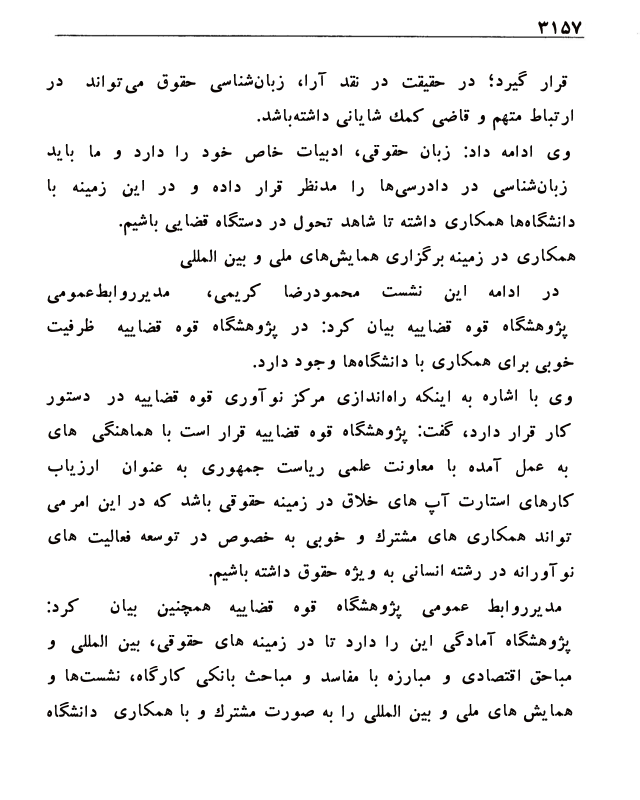 ۳۱۵۷
قرار گیرد؛ در حقیقت در نقد آرا، زبان‌شناسی حقوق می‌تواند در
ارتباط متهم و قاضی کمك شایانی داشته‌باشد.
وی ادامه داد: زبان حقوقی، ادبیات خاص خود را دارد و ما باید
زبان‌شناسی در دادرسی‌ها را مدنظر قرار داده و در این زمینه با
دانشگاه‌ها همکاری داشته تا شاهد تحول در دستگاه قضایی باشیم.
همکاری در زمینه برگزاری همایش‌های ملی و بین المللی
در ادامه این نشست محمودرضا کریمی، مدیرروابط‌عمومی
پژوهشگاه قوه قضاییه بیان کرد: در پژوهشگاه قوه قضاییه ظرفیت
خوبی برای همکاری با دانشگاه‌ها وجود دارد.
وی با اشاره به اینکه راه‌اندازی مرکز نوآوری قوه قضاییه در دستور
کار قرار دارد، گفت: پژوهشگاه قوه قضاییه قرار است با هماهنگی های
به عمل آمده با معاونت علمی ریاست جمهوری به عنوان ارزیاب
کارهای استارت آپ های خلاق در زمینه حقوقی باشد که در این امر می
تواند همکاری های مشترك و خوبی به خصوص در توسعه فعالیت های
نوآورانه در رشته انسانی به ویژه حقوق داشته باشیم.
مدیرروابط عمومی پژوهشگاه قوه قضاییه همچنین بیان کرد:
پژوهشگاه آمادگی این را دارد تا در زمینه های حقوقی، بین المللی و
مباحق اقتصادی و مبارزه با مفاسد و مباحث بانکی کارگاه، نشست‌ها و
همایش های ملی و بین المللی را به صورت مشترك و با همکاری دانشگاه